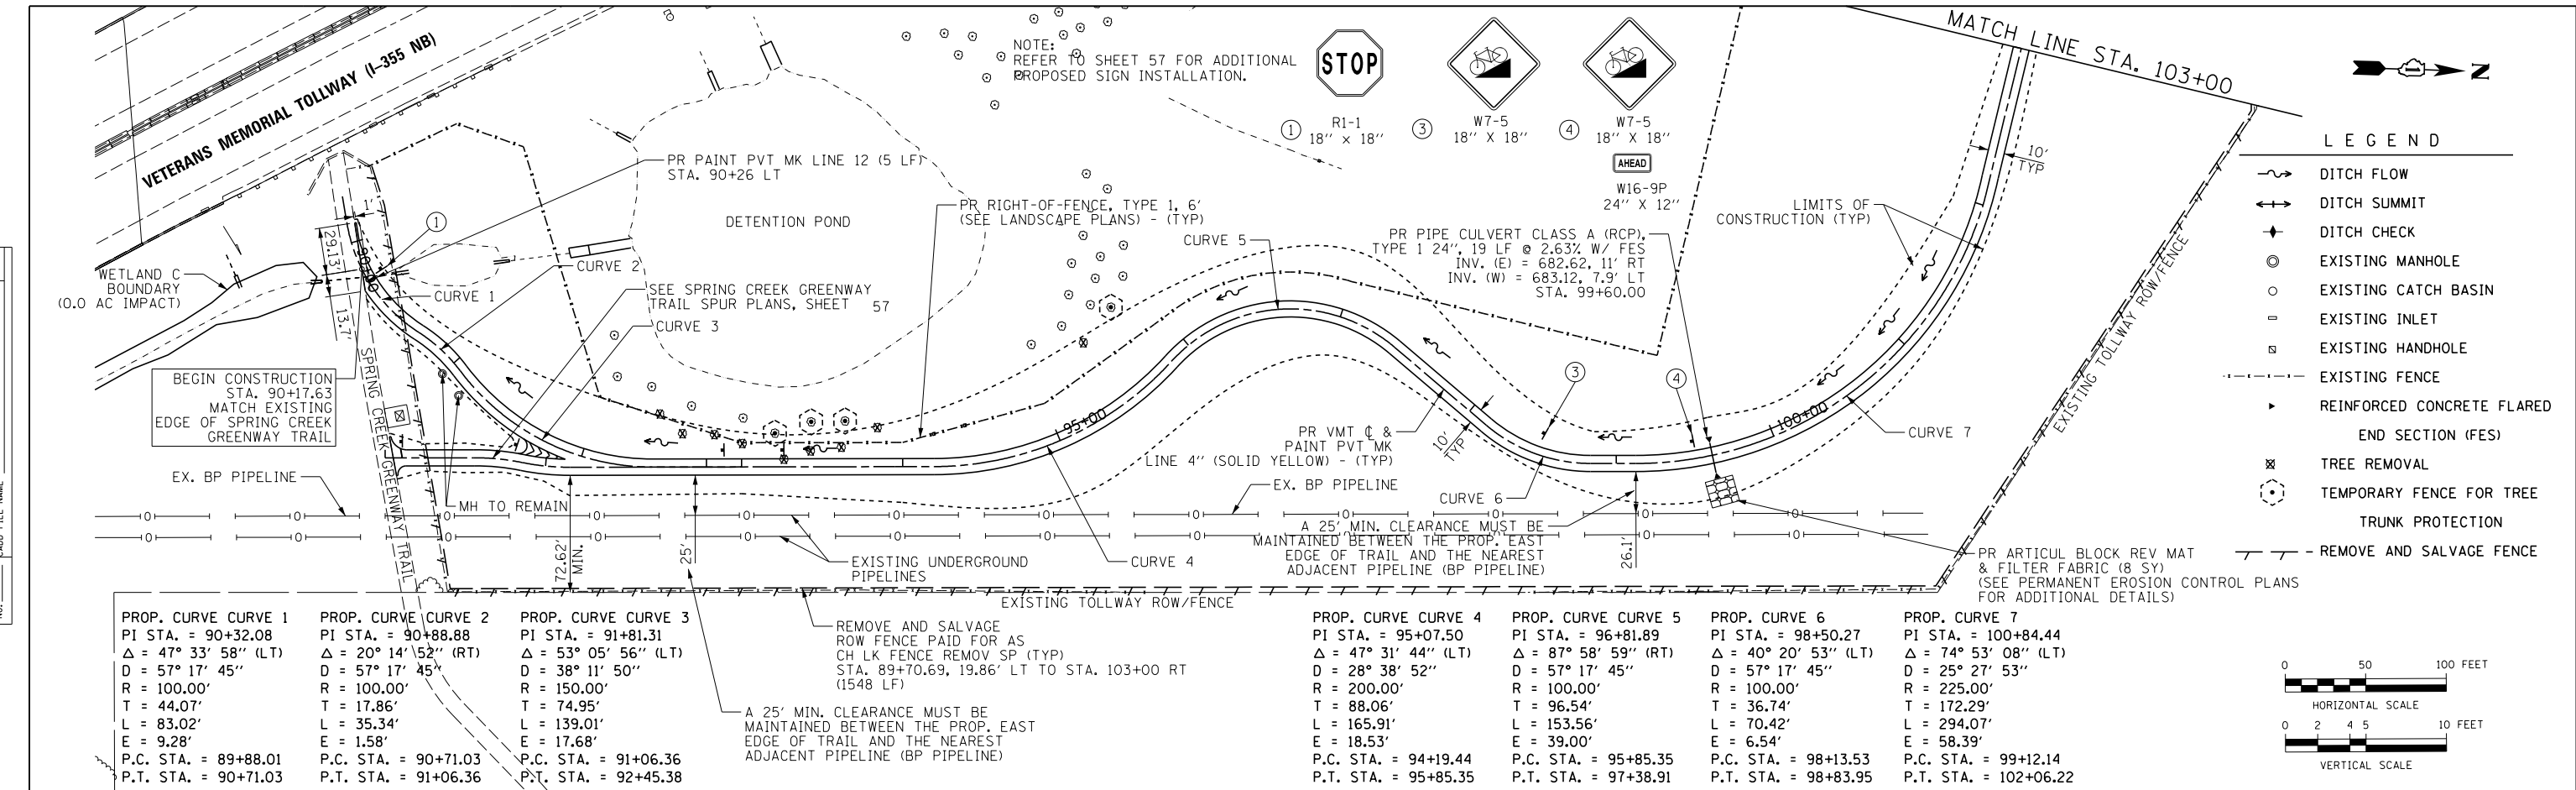 VETERANS MEMORIAL TOLLWAY (I-355 NB)
NOTE:
REFER TO SHEET 57 FOR ADDITIONAL
PROPOSED SIGN INSTALLATION.
STOP
1
R1-1
18'' x 18''
3
W7-5
18'' X 18''
4
W7-5
18'' X 18''
AHEAD
W16-9P
24'' X 12''
MATCH LINE STA. 103+00
N
10'
TYP
PR PAINT PVT MK LINE 12 (5 LF)
STA. 90+26 LT
DETENTION POND
1'
1
29.13'
13.7'
WETLAND C
BOUNDARY
(0.0 AC IMPACT)
CURVE 1
CURVE 2
SEE SPRING CREEK GREENWAY
TRAIL SPUR PLANS, SHEET 57
CURVE 3
PR RIGHT-OF-FENCE, TYPE 1, 6'
(SEE LANDSCAPE PLANS) - (TYP)
CURVE 5
PR PIPE CULVERT CLASS A (RCP),
TYPE 1 24'', 19 LF @ 2.63% W/ FES
INV. (E) = 682.62, 11' RT
INV. (W) = 683.12, 7.9' LT
STA. 99+60.00
LIMITS OF
CONSTRUCTION (TYP)
EXISTING TOLLWAY ROW/FENCE
BEGIN CONSTRUCTION
STA. 90+17.63
MATCH EXISTING
EDGE OF SPRING CREEK
GREENWAY TRAIL
SPRING CREEK GREENWAY TRAIL
EX. BP PIPELINE
MH TO REMAIN
72.62'
MIN.
25'
95+00
3
4
100+00
PR VMT ℄ &
PAINT PVT MK
LINE 4'' (SOLID YELLOW) - (TYP)
10'
TYP
CURVE 7
CURVE 6
EX. BP PIPELINE
A 25' MIN. CLEARANCE MUST BE
MAINTAINED BETWEEN THE PROP. EAST
EDGE OF TRAIL AND THE NEAREST
ADJACENT PIPELINE (BP PIPELINE)
26.1'
EXISTING UNDERGROUND
PIPELINES
CURVE 4
PR ARTICUL BLOCK REV MAT
& FILTER FABRIC (8 SY)
(SEE PERMANENT EROSION CONTROL PLANS
FOR ADDITIONAL DETAILS)
EXISTING TOLLWAY ROW/FENCE
REMOVE AND SALVAGE
ROW FENCE PAID FOR AS
CH LK FENCE REMOV SP (TYP)
STA. 89+70.69, 19.86' LT TO STA. 103+00 RT
(1548 LF)
A 25' MIN. CLEARANCE MUST BE
MAINTAINED BETWEEN THE PROP. EAST
EDGE OF TRAIL AND THE NEAREST
ADJACENT PIPELINE (BP PIPELINE)
LEGEND
DITCH FLOW
DITCH SUMMIT
DITCH CHECK
EXISTING MANHOLE
EXISTING CATCH BASIN
EXISTING INLET
EXISTING HANDHOLE
EXISTING FENCE
REINFORCED CONCRETE FLARED
END SECTION (FES)
TREE REMOVAL
TEMPORARY FENCE FOR TREE
TRUNK PROTECTION
REMOVE AND SALVAGE FENCE
PROP. CURVE CURVE 1
PI STA. = 90+32.08
Δ = 47° 33' 58'' (LT)
D = 57° 17' 45''
R = 100.00'
T = 44.07'
L = 83.02'
E = 9.28'
P.C. STA. = 89+88.01
P.T. STA. = 90+71.03
PROP. CURVE CURVE 2
PI STA. = 90+88.88
Δ = 20° 14' 52'' (RT)
D = 57° 17' 45''
R = 100.00'
T = 17.86'
L = 35.34'
E = 1.58'
P.C. STA. = 90+71.03
P.T. STA. = 91+06.36
PROP. CURVE CURVE 3
PI STA. = 91+81.31
Δ = 53° 05' 56'' (LT)
D = 38° 11' 50''
R = 150.00'
T = 74.95'
L = 139.01'
E = 17.68'
P.C. STA. = 91+06.36
P.T. STA. = 92+45.38
PROP. CURVE CURVE 4
PI STA. = 95+07.50
Δ = 47° 31' 44'' (LT)
D = 28° 38' 52''
R = 200.00'
T = 88.06'
L = 165.91'
E = 18.53'
P.C. STA. = 94+19.44
P.T. STA. = 95+85.35
PROP. CURVE CURVE 5
PI STA. = 96+81.89
Δ = 87° 58' 59'' (RT)
D = 57° 17' 45''
R = 100.00'
T = 96.54'
L = 153.56'
E = 39.00'
P.C. STA. = 95+85.35
P.T. STA. = 97+38.91
PROP. CURVE CURVE 6
PI STA. = 98+50.27
Δ = 40° 20' 53'' (LT)
D = 57° 17' 45''
R = 100.00'
T = 36.74'
L = 70.42'
E = 6.54'
P.C. STA. = 98+13.53
P.T. STA. = 98+83.95
PROP. CURVE CURVE 7
PI STA. = 100+84.44
Δ = 74° 53' 08'' (LT)
D = 25° 27' 53''
R = 225.00'
T = 172.29'
L = 294.07'
E = 58.39'
P.C. STA. = 99+12.14
P.T. STA. = 102+06.22
0 50 100 FEET
HORIZONTAL SCALE
0 2 4 5 10 FEET
VERTICAL SCALE